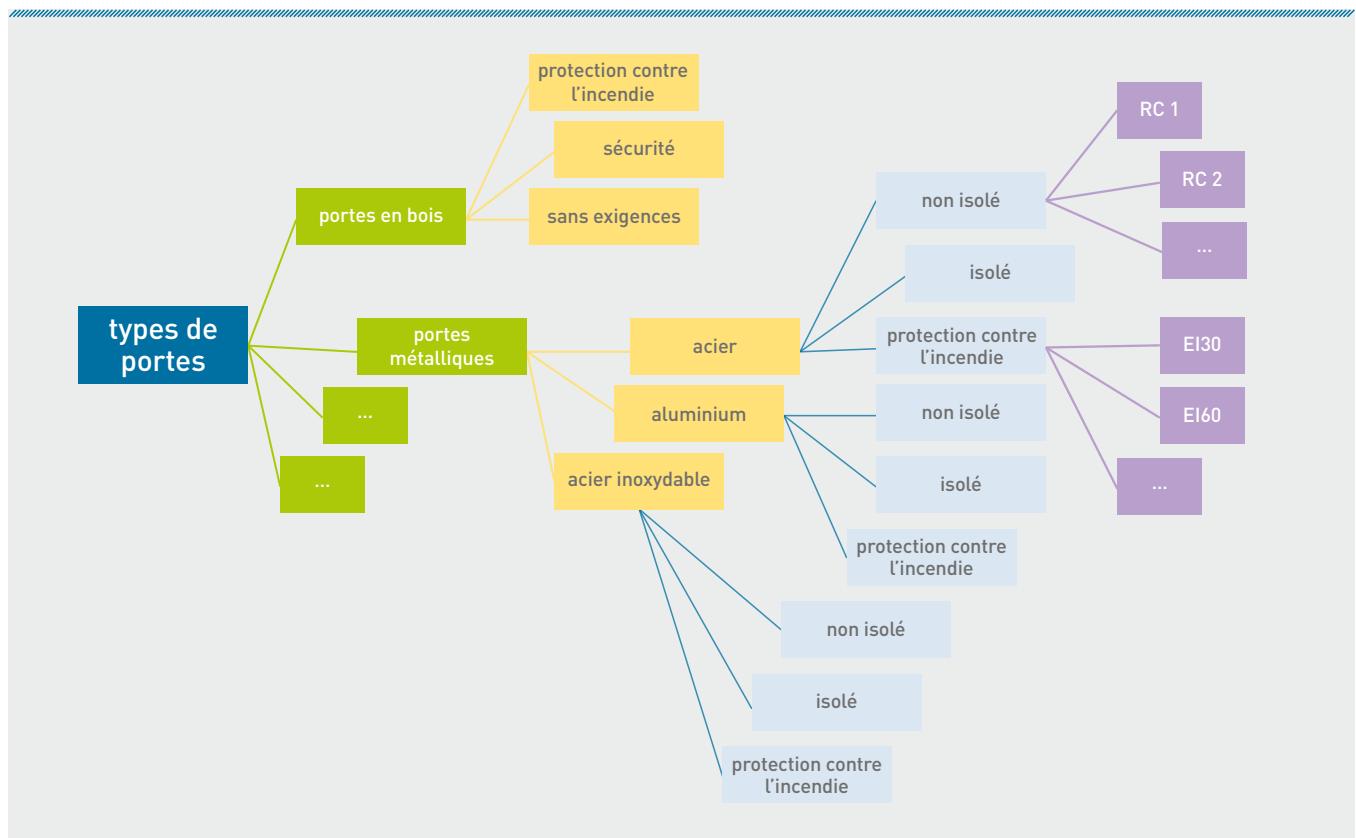 protection contre
l'incendie
sécurité
sans exigences
portes en bois
types de
portes
portes
métalliques
...
...
acier
aluminium
acier inoxydable
non isolé
isolé
protection contre
l'incendie
non isolé
isolé
protection contre
l'incendie
non isolé
isolé
protection contre
l'incendie
RC 1
RC 2
...
EI30
EI60
...